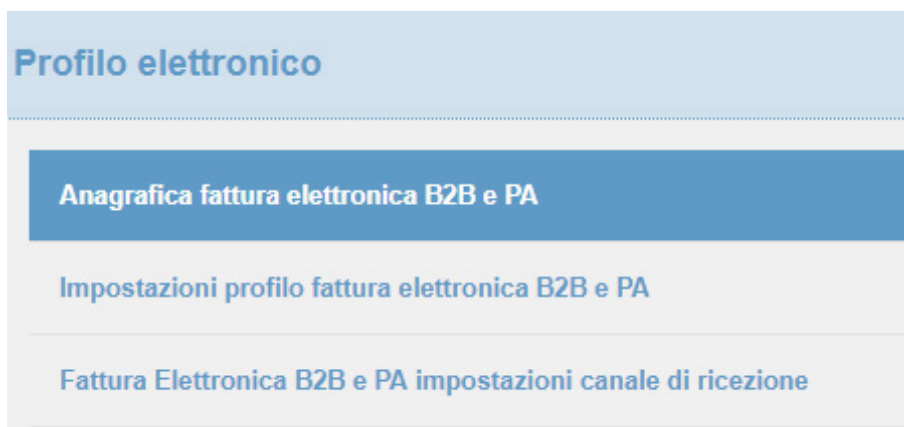 Profilo elettronico
Anagrafica fattura elettronica B2B e PA
Impostazioni profilo fattura elettronica B2B e PA
Fattura Elettronica B2B e PA impostazioni canale di ricezione